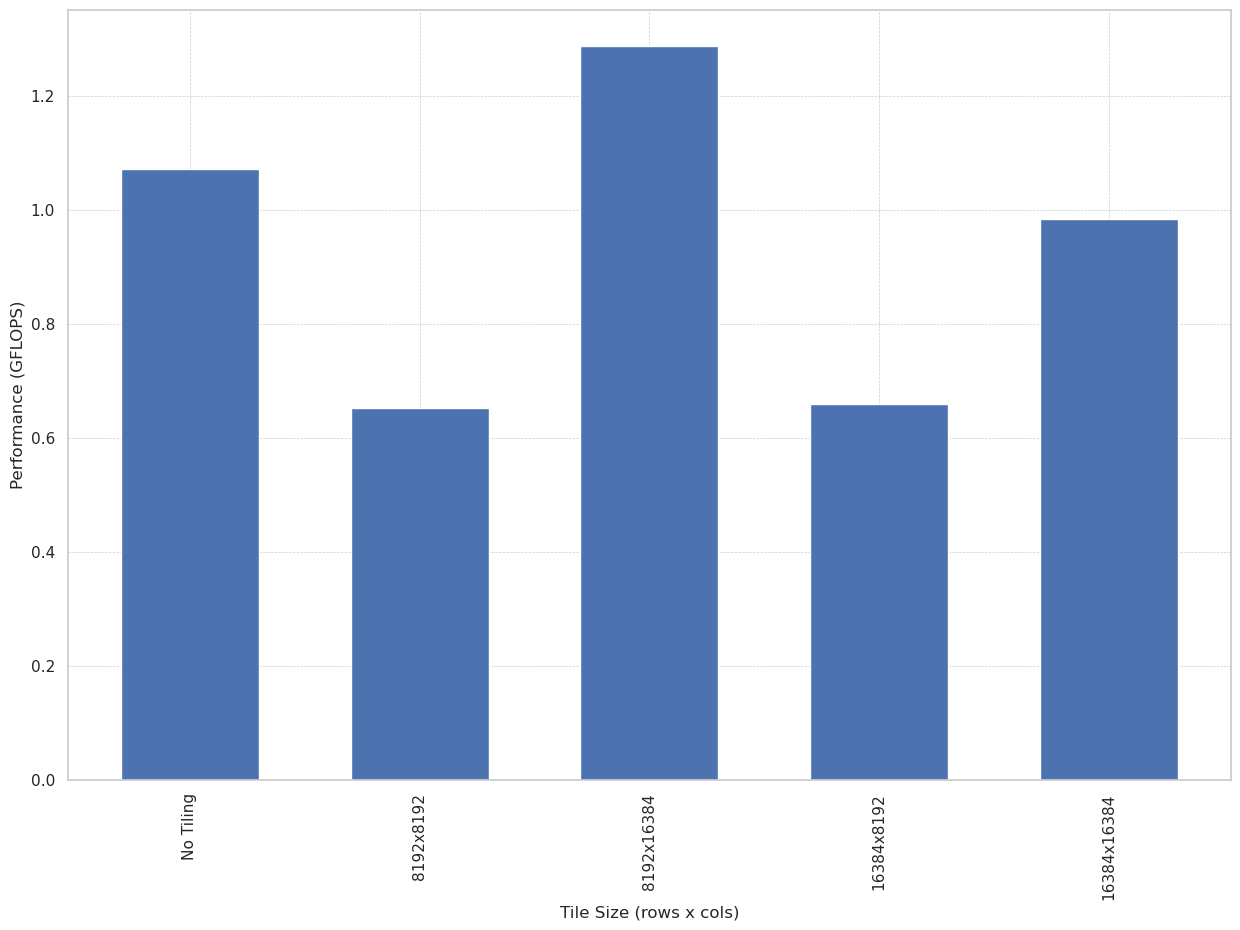 Performance (GFLOPS)
1.2
1.0
0.8
0.6
0.4
0.2
0.0
No Tiling
8192x8192
8192x16384
16384x8192
16384x16384
Tile Size (rows x cols)